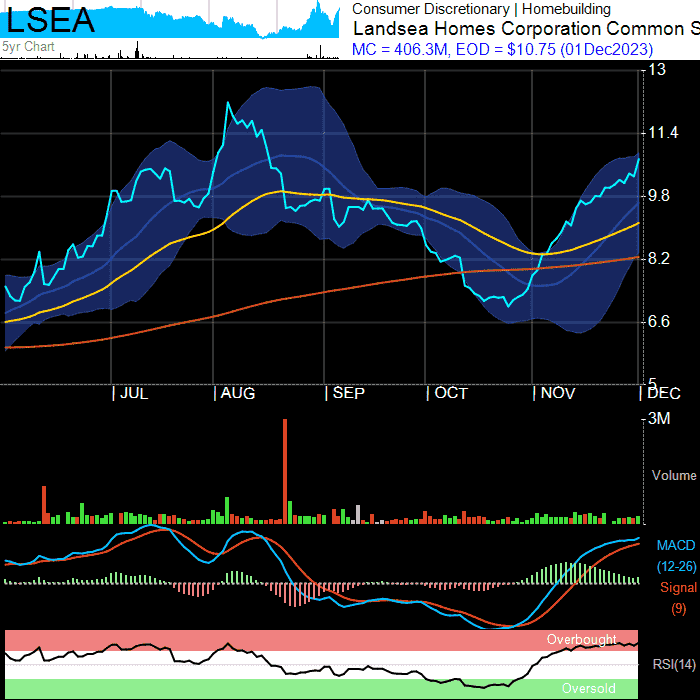 LSEA
Consumer Discretionary | Homebuilding
Landsea Homes Corporation Common S
5yr Chart
MC = 406.3M, EOD = $10.75 (01Dec2023)
13
11.4
9.8
8.2
6.6
5
JUL AUG SEP OCT NOV DEC
3M
Volume
MACD
(12-26)
Signal
(9)
Overbought
RSI(14)
Oversold